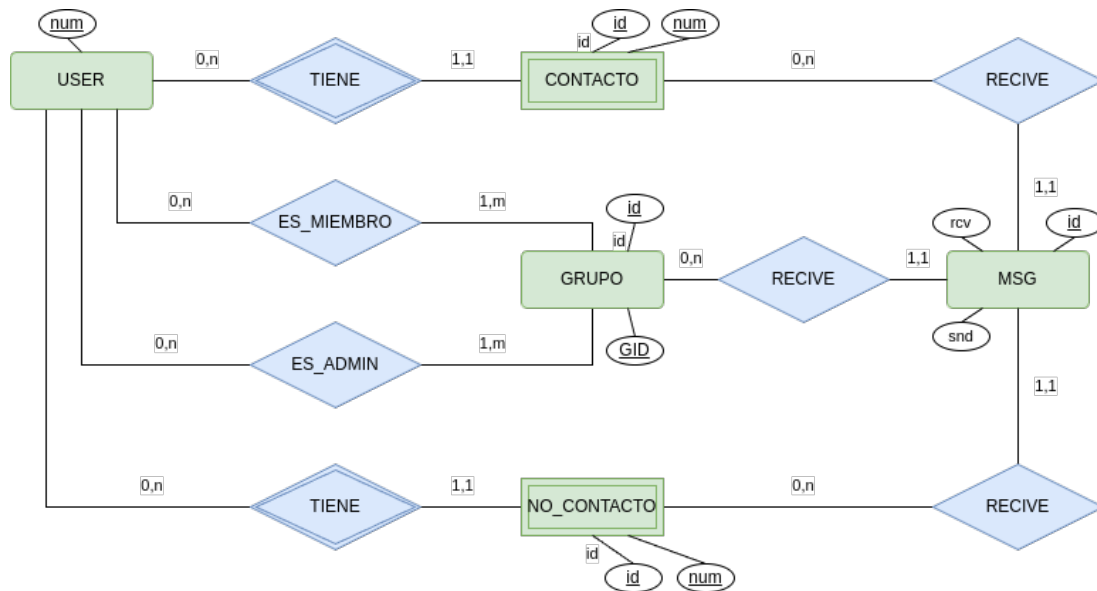 num
id
num
id
USER
0,n
TIENE
1,1
CONTACTO
0,n
RECIVE
0,n
ES_MIEMBRO
1,m
id
id
1,1
rcv
id
GRUPO
0,n
RECIVE
1,1
MSG
snd
0,n
ES_ADMIN
1,m
GID
1,1
0,n
TIENE
1,1
NO_CONTACTO
0,n
RECIVE
id
id
num